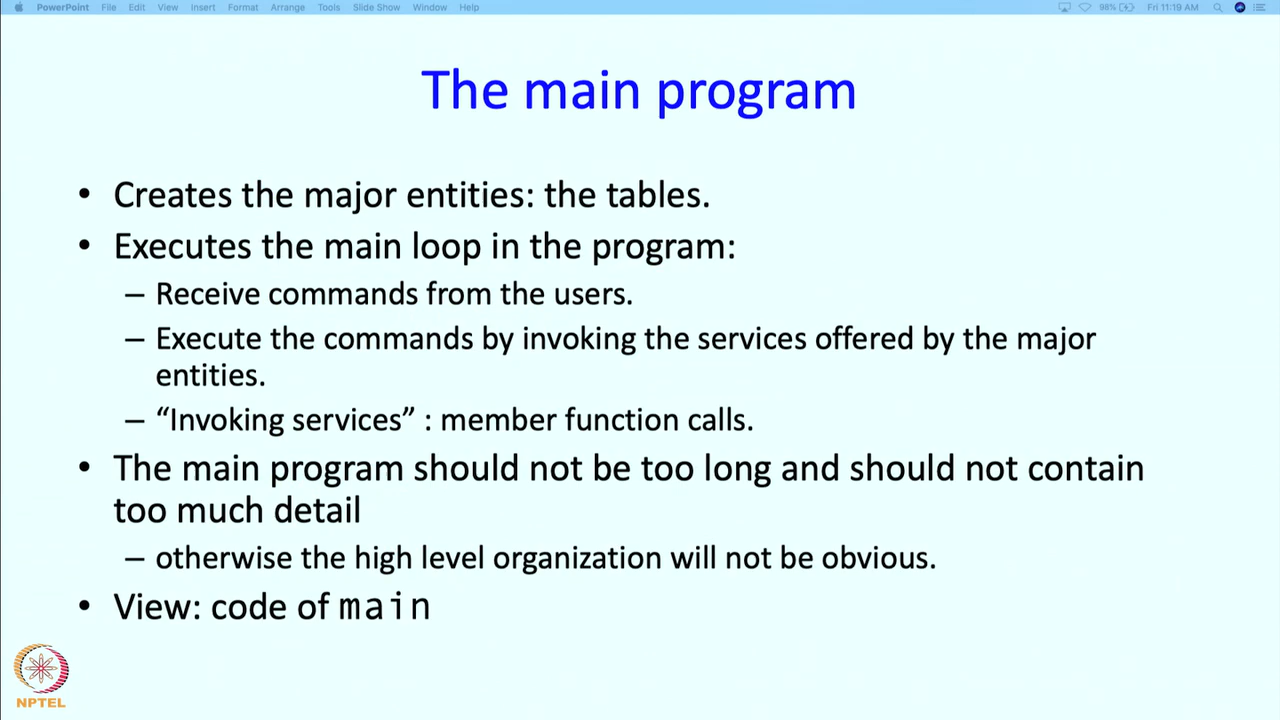 PowerPoint File Edit View Insert Format Arrange Tools Slide Show Window Help 98% Fri 11:19 AM
The main program
• Creates the major entities: the tables.
• Executes the main loop in the program:
– Receive commands from the users.
– Execute the commands by invoking the services offered by the major
entities.
– “Invoking services” : member function calls.
• The main program should not be too long and should not contain
too much detail
– otherwise the high level organization will not be obvious.
• View: code of main
NPTEL